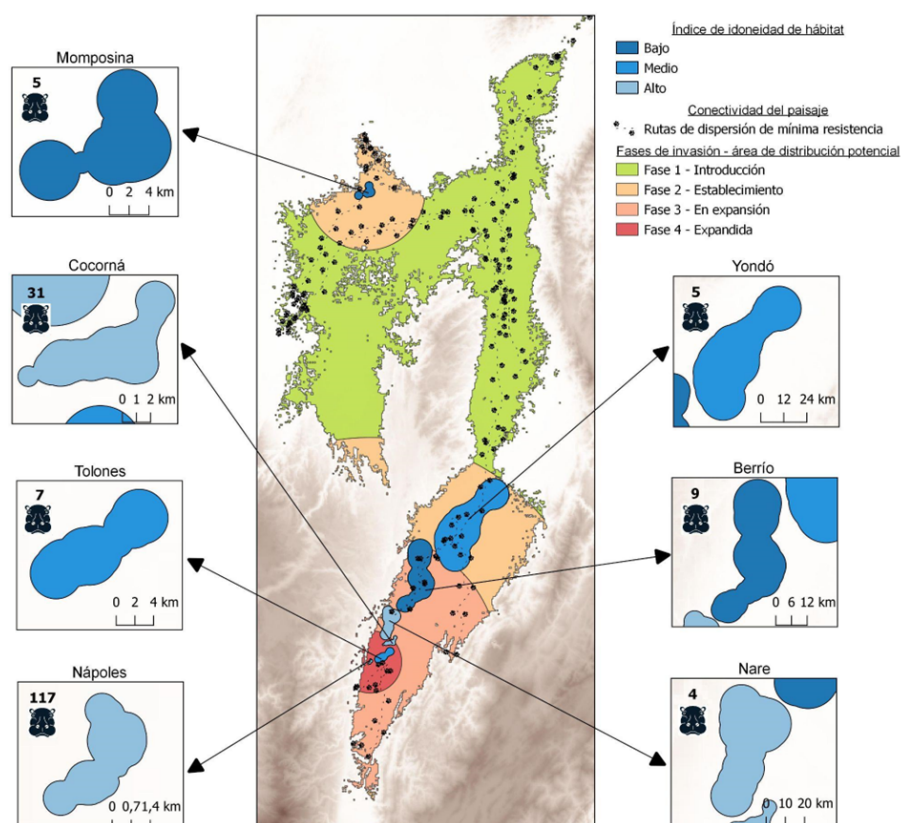 Momposina
5
0 2 4 km
Cocorná
31
0 1 2 km
Tolones
7
0 2 4 km
Nápoles
117
0 0,71,4 km
Índice de idoneidad de hábitat
Bajo
Medio
Alto
Conectividad del paisaje
Rutas de dispersión de mínima resistencia
Fases de invasión - área de distribución potencial
Fase 1 - Introducción
Fase 2 - Establecimiento
Fase 3 - En expansión
Fase 4 - Expandida
Yondó
5
0 12 24 km
Berrío
9
0 6 12 km
Nare
4
0 10 20 km